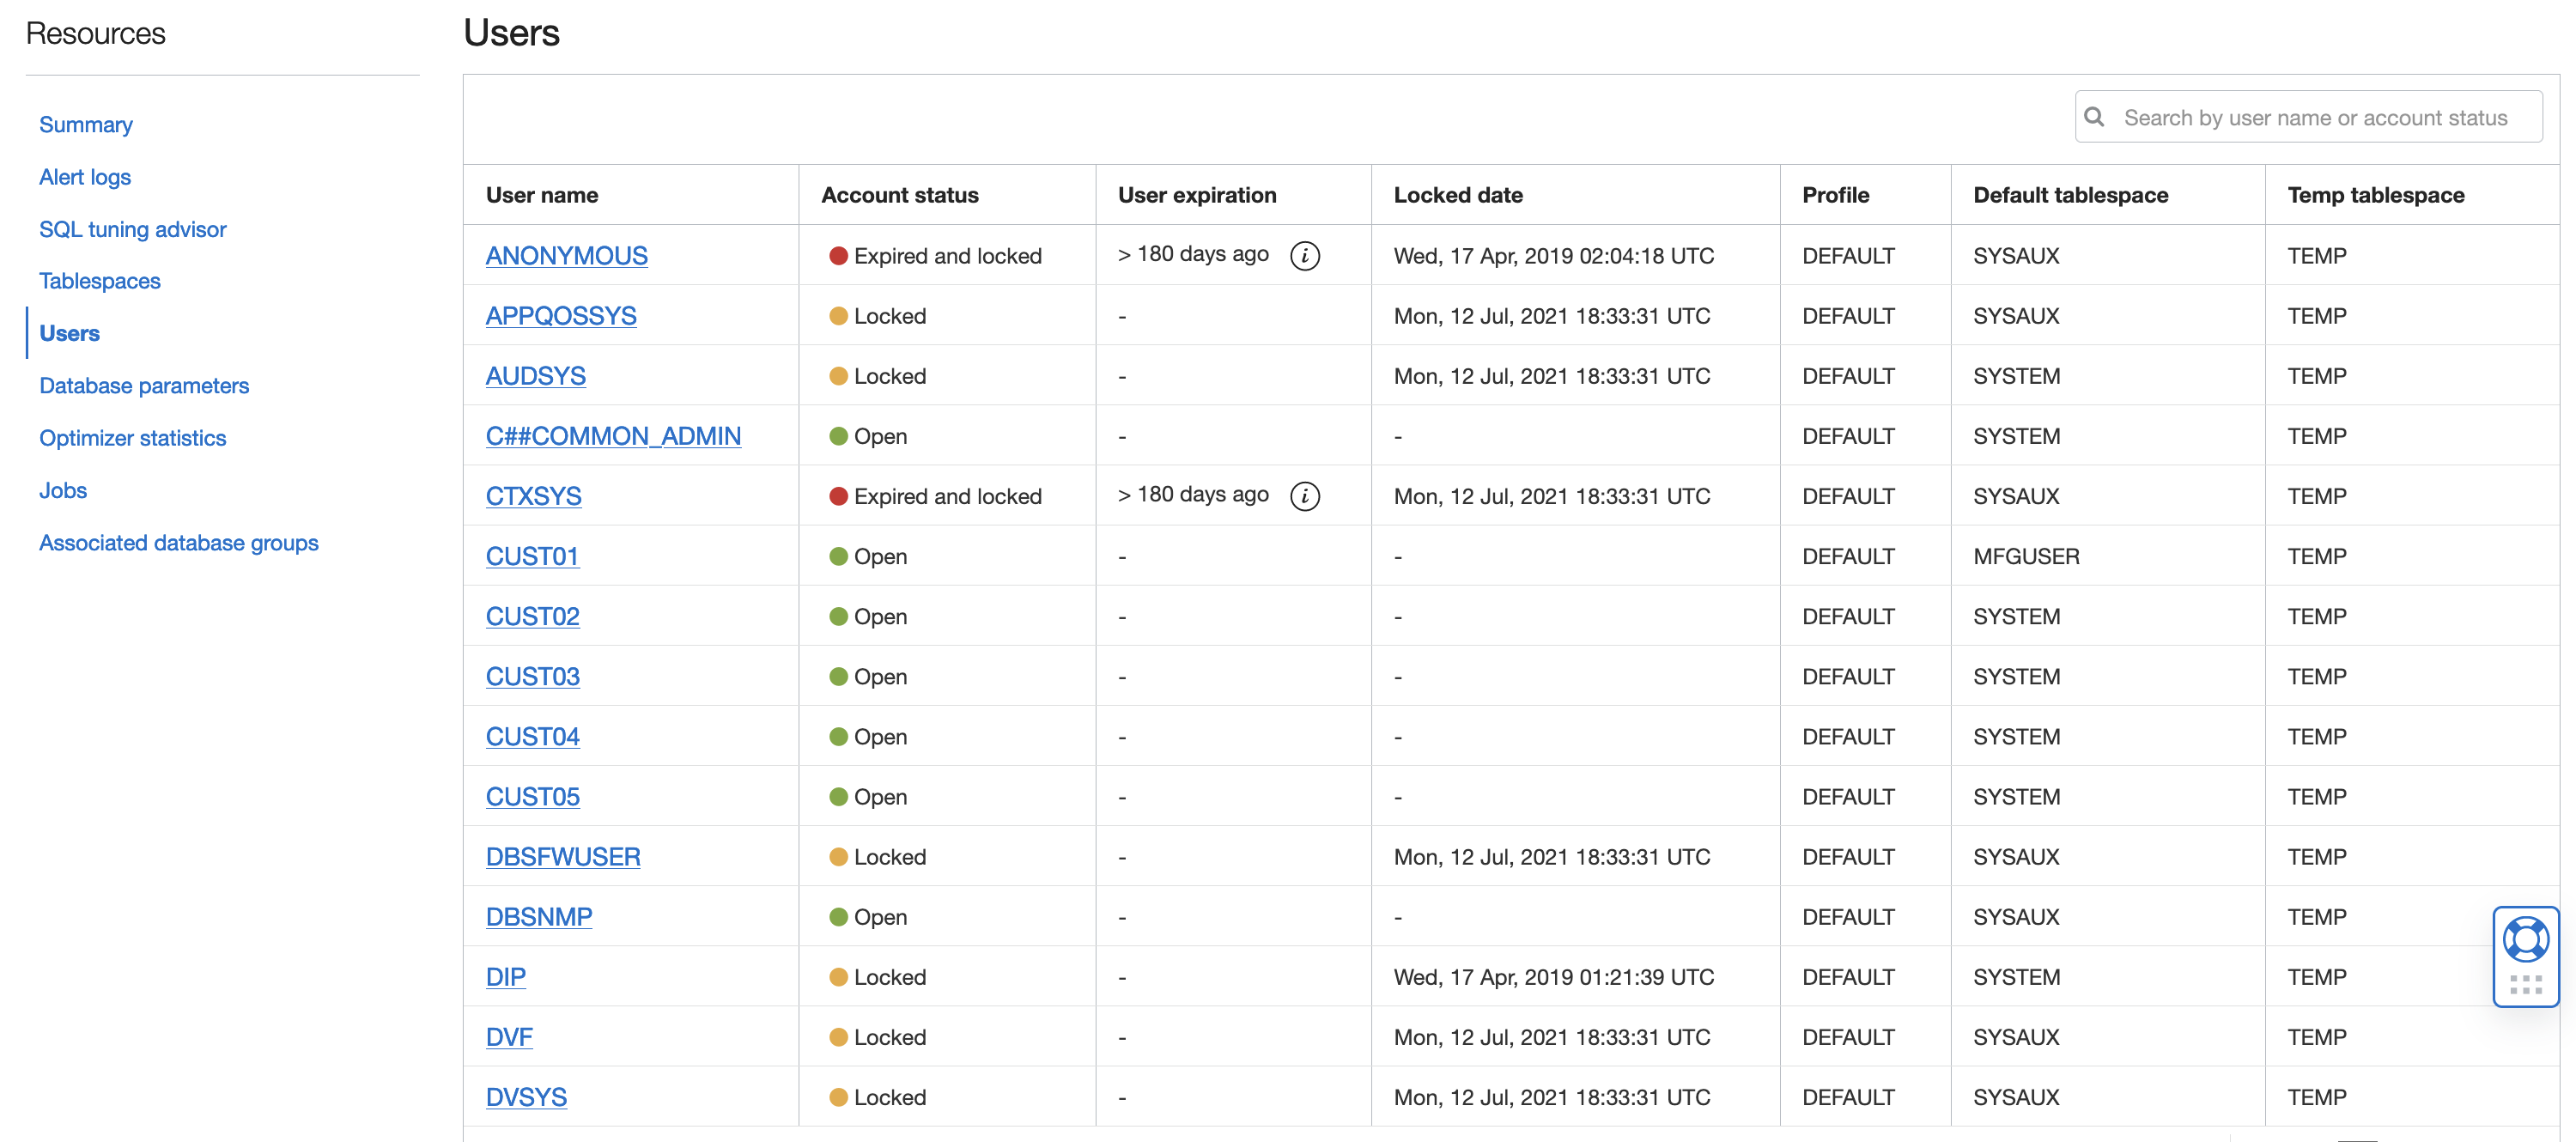 Resources
Summary
Alert logs
SQL tuning advisor
Tablespaces
Users
Database parameters
Optimizer statistics
Jobs
Associated database groups
Users
Search by user name or account status
User name Account status User expiration Locked date Profile Default tablespace Temp tablespace
ANONYMOUS Expired and locked > 180 days ago i Wed, 17 Apr, 2019 02:04:18 UTC DEFAULT SYSAUX TEMP
APPQOSSYS Locked - Mon, 12 Jul, 2021 18:33:31 UTC DEFAULT SYSAUX TEMP
AUDSYS Locked - Mon, 12 Jul, 2021 18:33:31 UTC DEFAULT SYSTEM TEMP
C##COMMON_ADMIN Open - - DEFAULT SYSTEM TEMP
CTXSYS Expired and locked > 180 days ago i Mon, 12 Jul, 2021 18:33:31 UTC DEFAULT SYSAUX TEMP
CUST01 Open - - DEFAULT MFGUSER TEMP
CUST02 Open - - DEFAULT SYSTEM TEMP
CUST03 Open - - DEFAULT SYSTEM TEMP
CUST04 Open - - DEFAULT SYSTEM TEMP
CUST05 Open - - DEFAULT SYSTEM TEMP
DBSFWUSER Locked - Mon, 12 Jul, 2021 18:33:31 UTC DEFAULT SYSAUX TEMP
DBSNMP Open - - DEFAULT SYSAUX TEMP
DIP Locked - Wed, 17 Apr, 2019 01:21:39 UTC DEFAULT SYSTEM TEMP
DVF Locked - Mon, 12 Jul, 2021 18:33:31 UTC DEFAULT SYSAUX TEMP
DVSYS Locked - Mon, 12 Jul, 2021 18:33:31 UTC DEFAULT SYSAUX TEMP